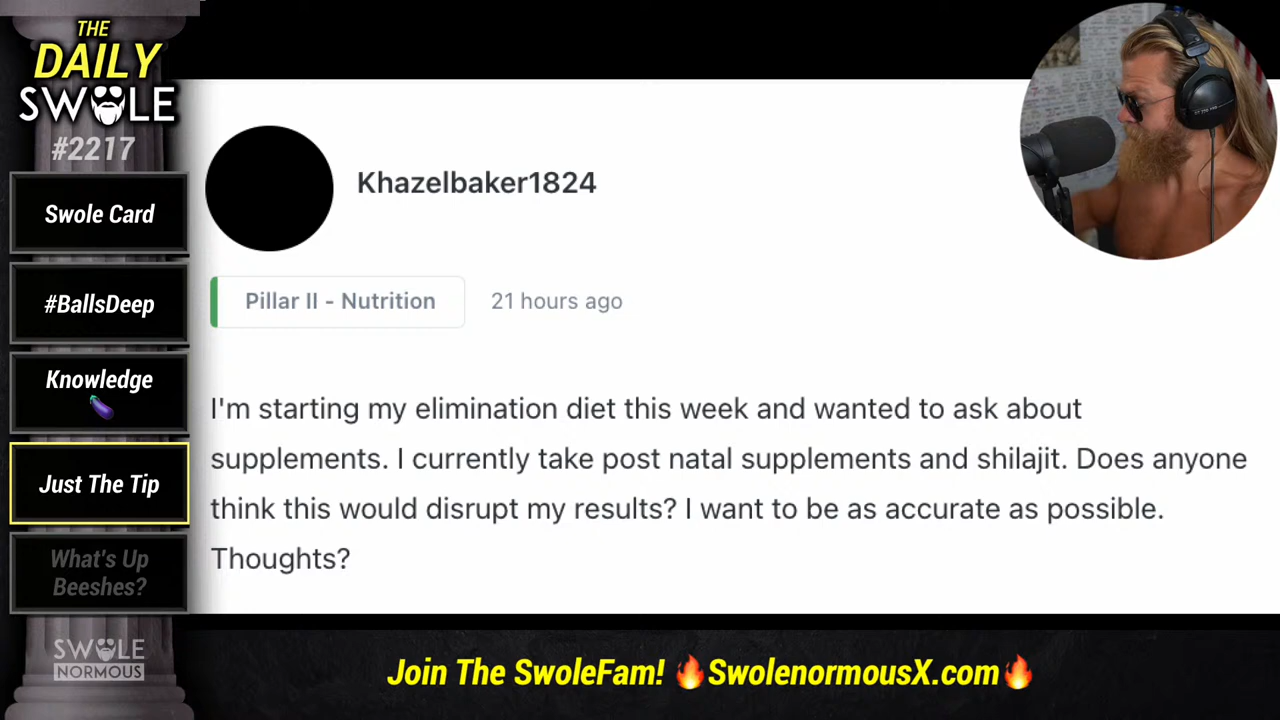 THE
DAILY
SWOLE
#2217
Swole Card
#BallsDeep
Knowledge
🍆
Just The Tip
What's Up
Beeshes?
SWOLE
NORMOUS
Khazelbaker1824
Pillar II - Nutrition
21 hours ago
I'm starting my elimination diet this week and wanted to ask about
supplements. I currently take post natal supplements and shilajit. Does anyone
think this would disrupt my results? I want to be as accurate as possible.
Thoughts?
Join The SwoleFam! 🔥SwolenormousX.com🔥